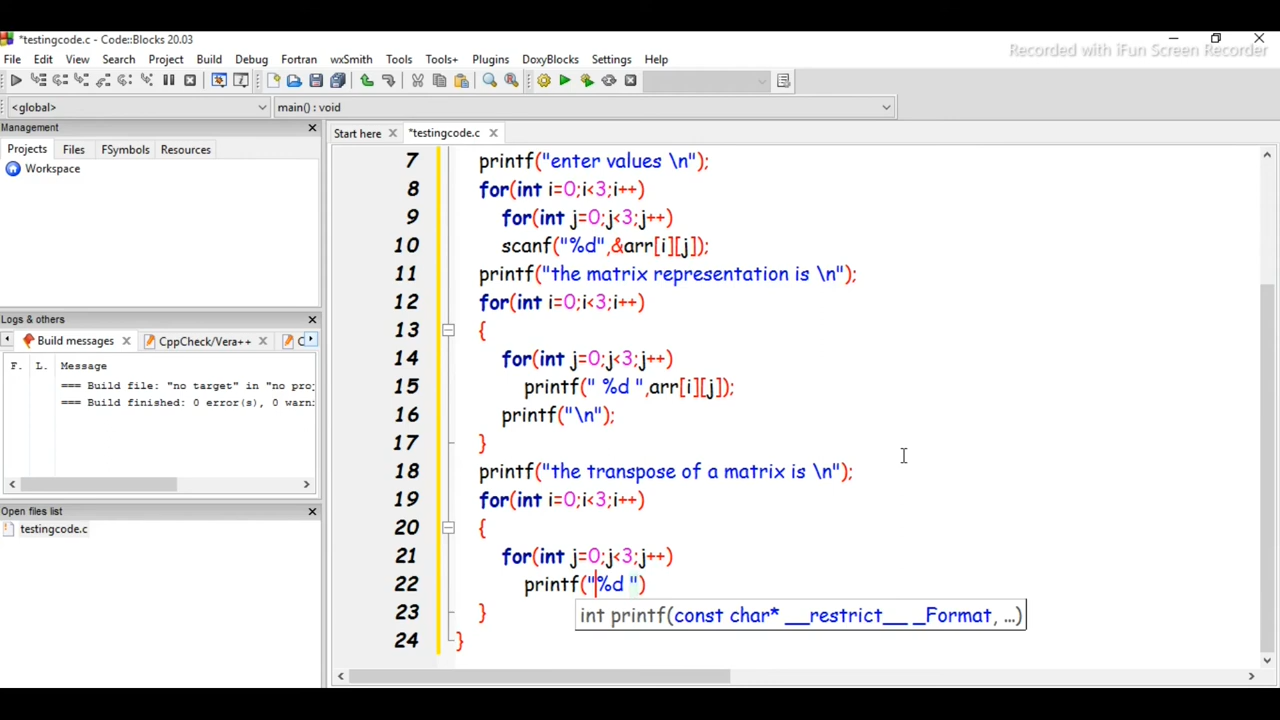 *testingcode.c - Code::Blocks 20.03
Recorded with iFun Screen Recorder
File Edit View Search Project Build Debug Fortran wxSmith Tools Tools+ Plugins DoxyBlocks Settings Help
<global>
main() : void
Management
Projects Files FSymbols Resources
Workspace
Logs & others
Build messages CppCheck/Vera++
F. L. Message
=== Build file: "no target" in "no proj
=== Build finished: 0 error(s), 0 warni
Open files list
testingcode.c
Start here *testingcode.c
7 printf("enter values \n");
8 for(int i=0;i<3;i++)
9 for(int j=0;j<3;j++)
10 scanf("%d",&arr[i][j]);
11 printf("the matrix representation is \n");
12 for(int i=0;i<3;i++)
13 {
14 for(int j=0;j<3;j++)
15 printf(" %d ",arr[i][j]);
16 printf("\n");
17 }
18 printf("the transpose of a matrix is \n");
19 for(int i=0;i<3;i++)
20 {
21 for(int j=0;j<3;j++)
22 printf("%d ")
23 }
int printf(const char* __restrict__ _Format, ...)
24 }